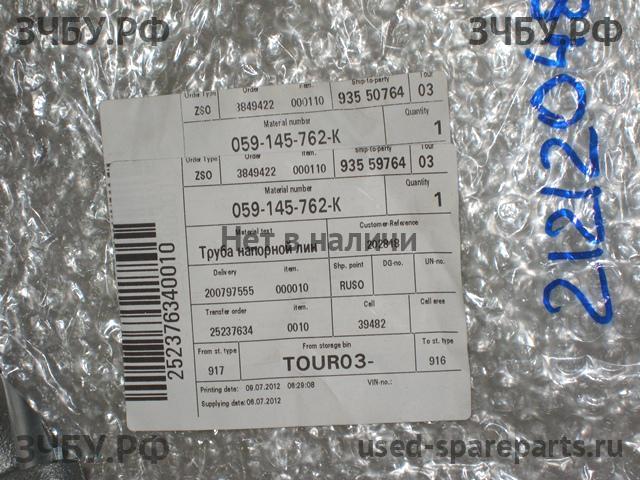 ЗЧБУ.РФ ЗЧБУ.РФ
Order Type Order Item. Ship-to-party Tour
ZSO 3849422 000110 935 50764 03
Material number Quantity
059-145-762-K 1
Order Type Order Item. Ship-to-party Tour
ZSO 3849422 000110 935 59764 03
Material number Quantity
059-145-762-K 1
Material text Customer-Reference
Труба напорной лин 202818
Нет в наличи
Delivery item. Shp. point DG-no. UN-no.
200797555 000010 RUSO
Transfer order item. Cell Cell area
25237634 0010 39482
From st. type From storage bin To st. type
917 TOUR03- 916
Printing date: 09.07.2012 06:29:08 VIN-no.:
Supplying date: 06.07.2012
252376340010
21212048
ЗЧБУ.РФ used-spareparts.ru